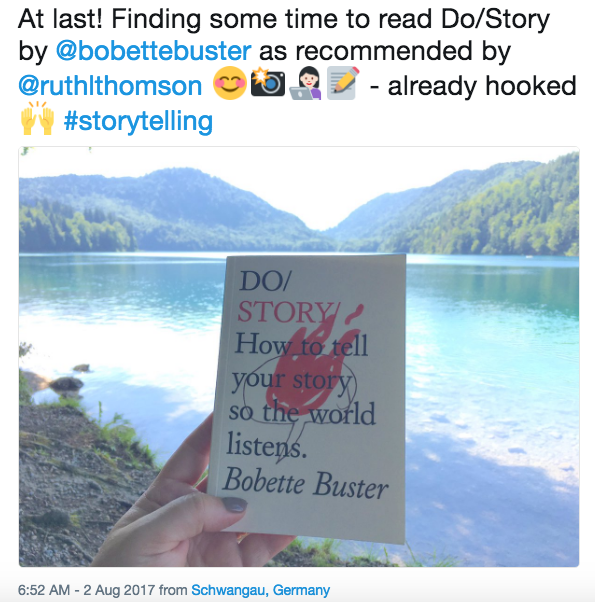 At last! Finding some time to read Do/Story
by @bobettebuster as recommended by
@ruthlthomson 😊📸👩🏻‍💻📝 - already hooked
🙌 #storytelling
DO/
STORY/
How to tell
your story
so the world
listens.
Bobette Buster
6:52 AM - 2 Aug 2017 from Schwangau, Germany